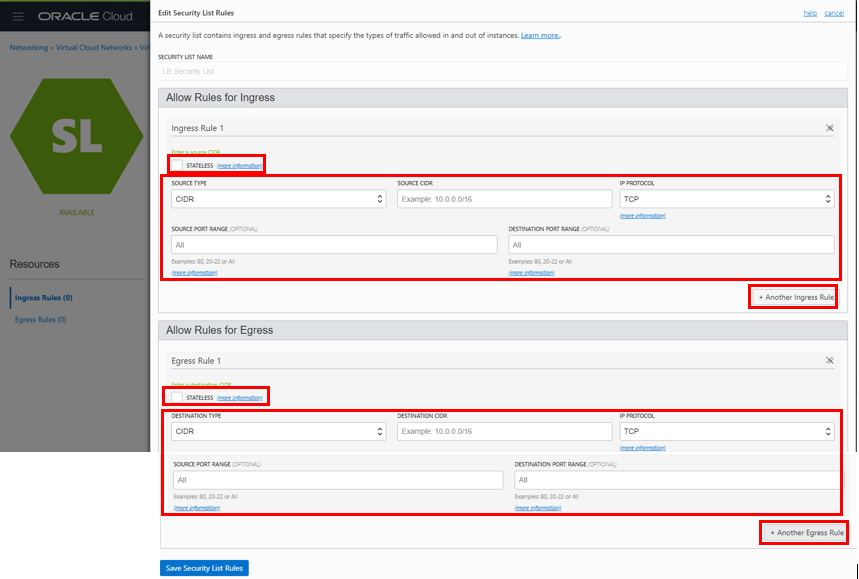 ORACLE Cloud
Networking » Virtual Cloud Networks » Virt
SL
AVAILABLE
Resources
Ingress Rules (0)
Egress Rules (0)
Edit Security List Rules
help cancel
A security list contains ingress and egress rules that specify the types of traffic allowed in and out of instances. Learn more..
SECURITY LIST NAME
LB Security List
Allow Rules for Ingress
Ingress Rule 1
Enter a source CIDR
STATELESS (more information)
SOURCE TYPE SOURCE CIDR IP PROTOCOL
CIDR Example: 10.0.0.0/16 TCP
(more information)
SOURCE PORT RANGE (OPTIONAL) DESTINATION PORT RANGE (OPTIONAL)
All All
Examples: 80, 20-22 or All Examples: 80, 20-22 or All
(more information) (more information)
+ Another Ingress Rule
Allow Rules for Egress
Egress Rule 1
Enter a destination CIDR
STATELESS (more information)
DESTINATION TYPE DESTINATION CIDR IP PROTOCOL
CIDR Example: 10.0.0.0/16 TCP
(more information)
SOURCE PORT RANGE (OPTIONAL) DESTINATION PORT RANGE (OPTIONAL)
All All
Examples: 80, 20-22 or All Examples: 80, 20-22 or All
(more information) (more information)
+ Another Egress Rule
Save Security List Rules